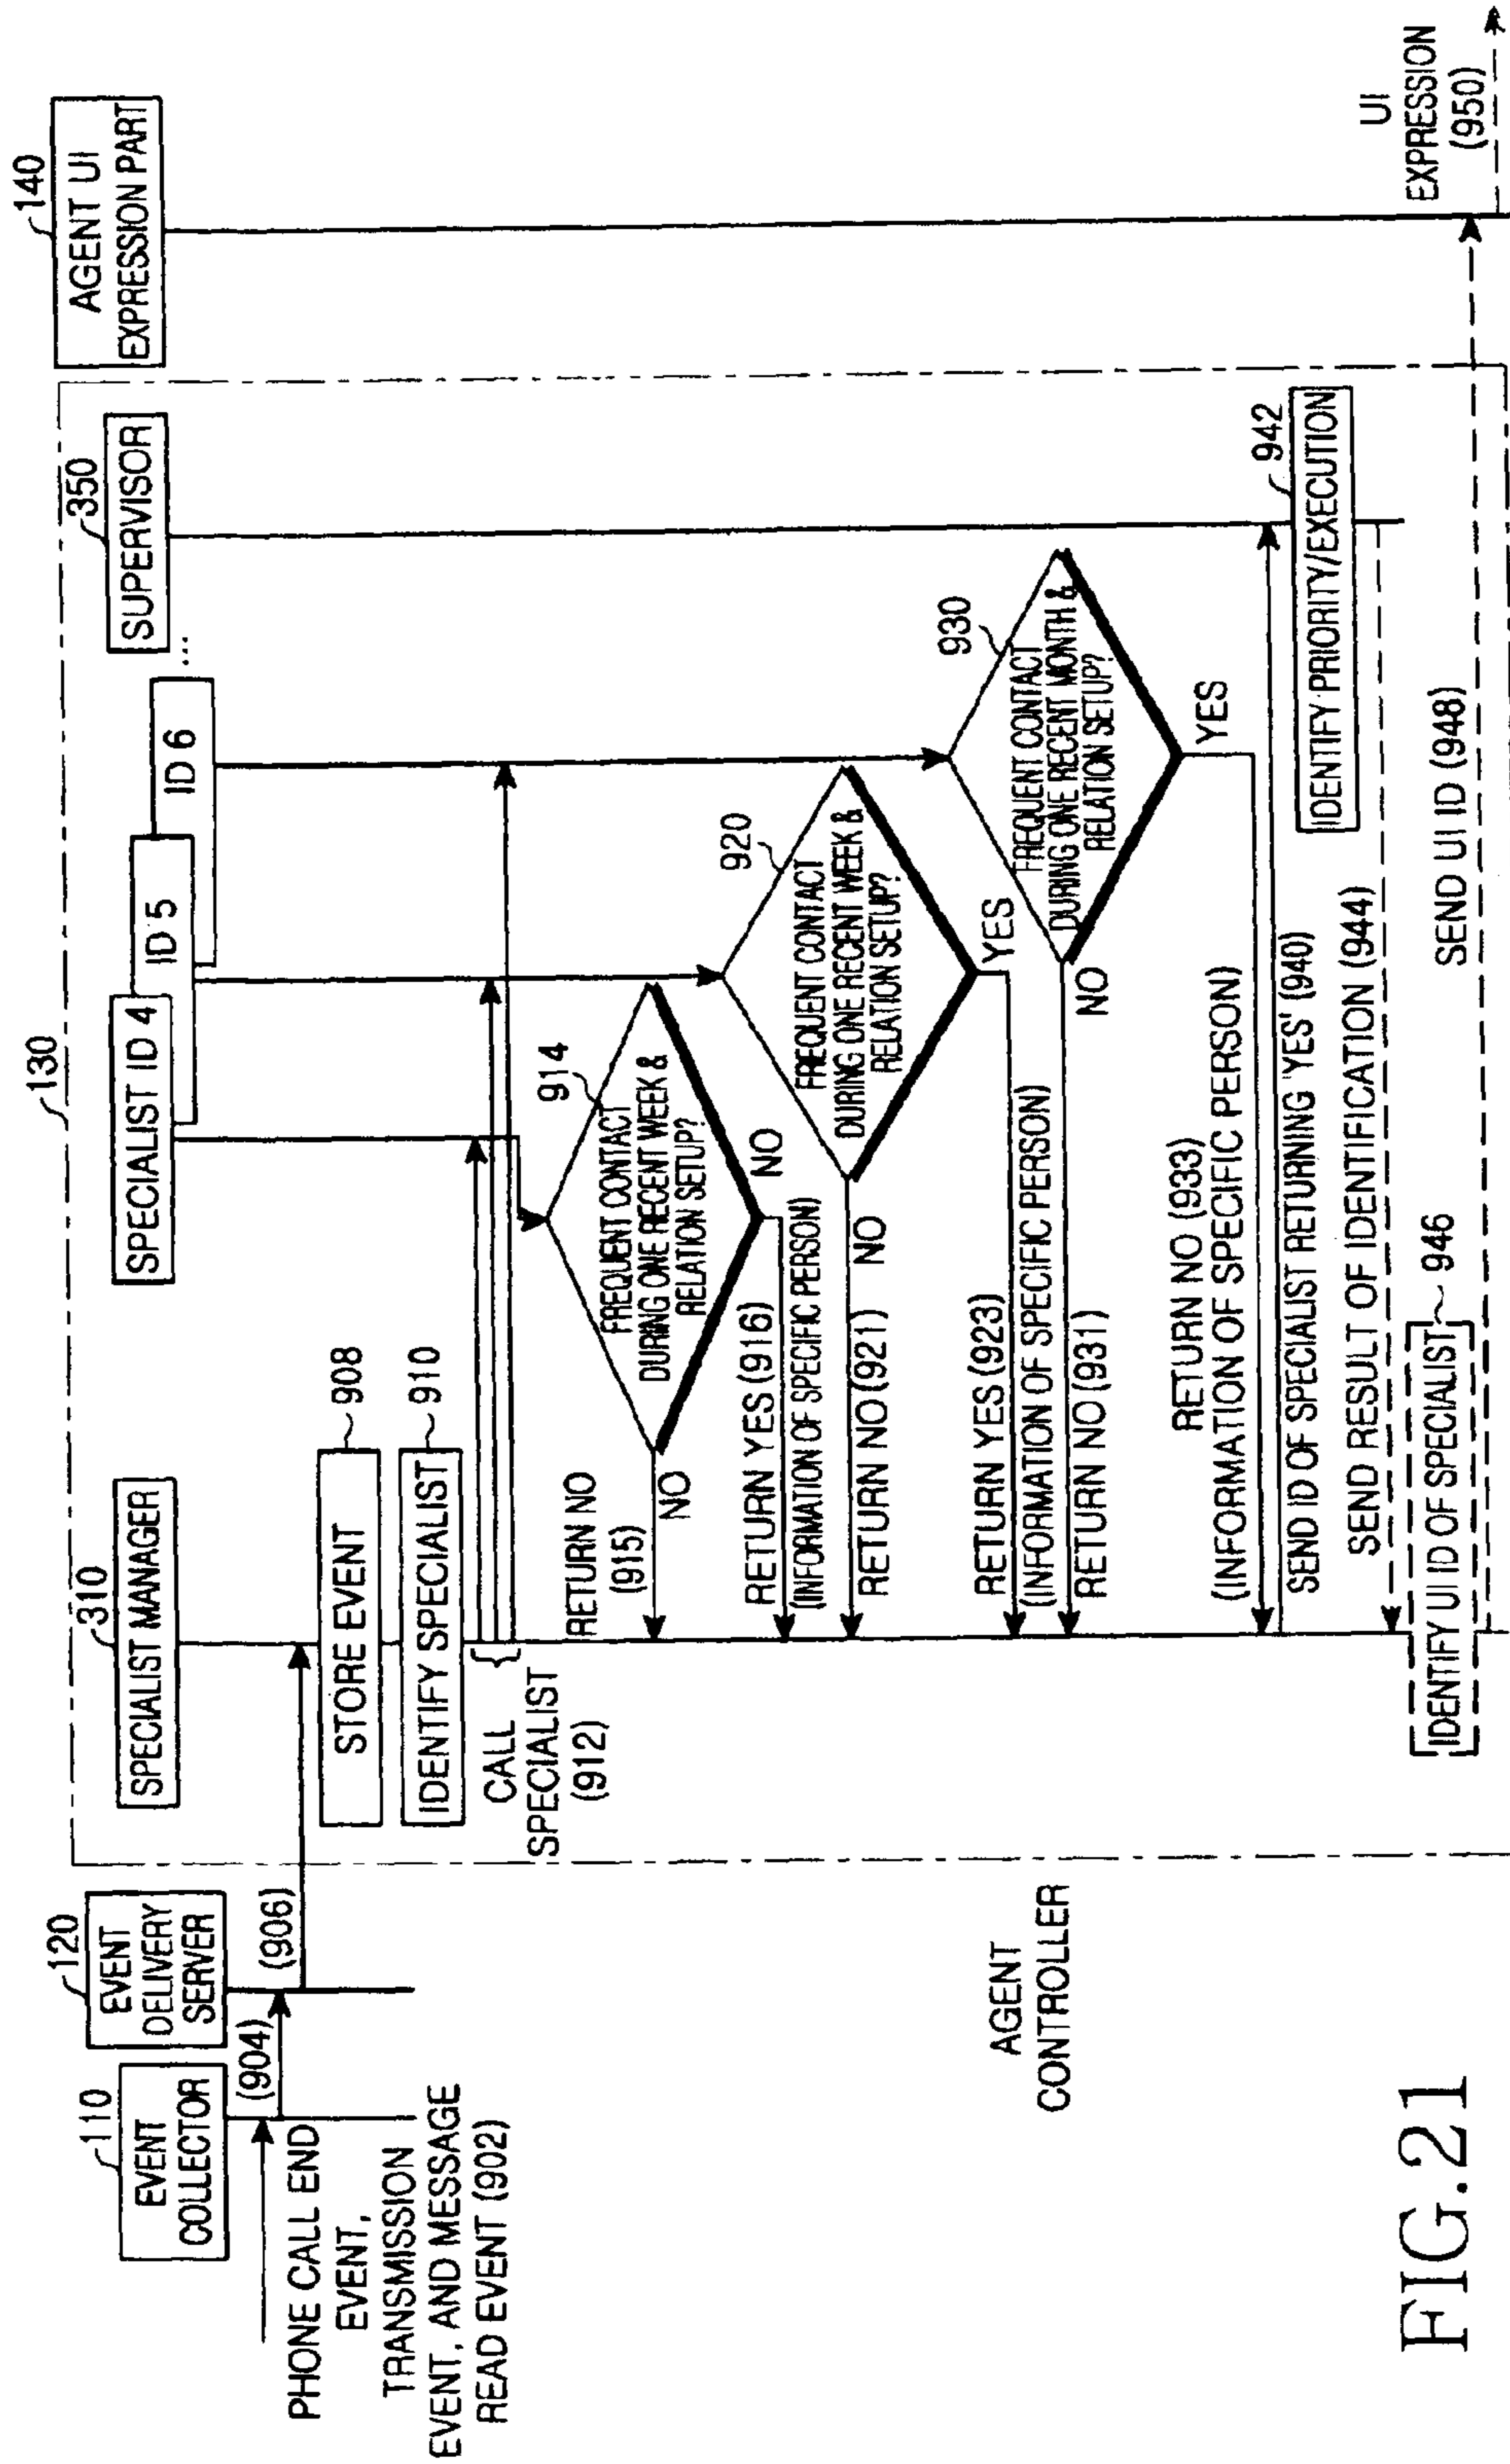 110
EVENT
COLLECTOR
120
EVENT
DELIVERY
SERVER
130
310
SPECIALIST MANAGER
SPECIALIST ID 4
ID 5
ID 6
...
350
SUPERVISOR
140
AGENT UI
EXPRESSION PART
(904)
(906)
PHONE CALL END
EVENT,
TRANSMISSION
EVENT, AND MESSAGE
READ EVENT (902)
STORE EVENT
908
IDENTIFY SPECIALIST
910
CALL
SPECIALIST
(912)
914
FREQUENT CONTACT
DURING ONE RECENT WEEK &
RELATION SETUP?
RETURN NO
(915)
NO
NO
RETURN YES (916)
(INFORMATION OF SPECIFIC PERSON)
920
FREQUENT CONTACT
DURING ONE RECENT WEEK &
RELATION SETUP?
NO
RETURN NO (921)
YES
RETURN YES (923)
(INFORMATION OF SPECIFIC PERSON)
930
FREQUENT CONTACT
DURING ONE RECENT MONTH &
RELATION SETUP?
NO
RETURN NO (931)
YES
RETURN NO (933)
(INFORMATION OF SPECIFIC PERSON)
SEND ID OF SPECIALIST RETURNING 'YES' (940)
942
IDENTIFY PRIORITY/EXECUTION
SEND RESULT OF IDENTIFICATION (944)
IDENTIFY UI ID OF SPECIALIST
946
SEND UI ID (948)
UI
EXPRESSION
(950)
AGENT
CONTROLLER
FIG.21